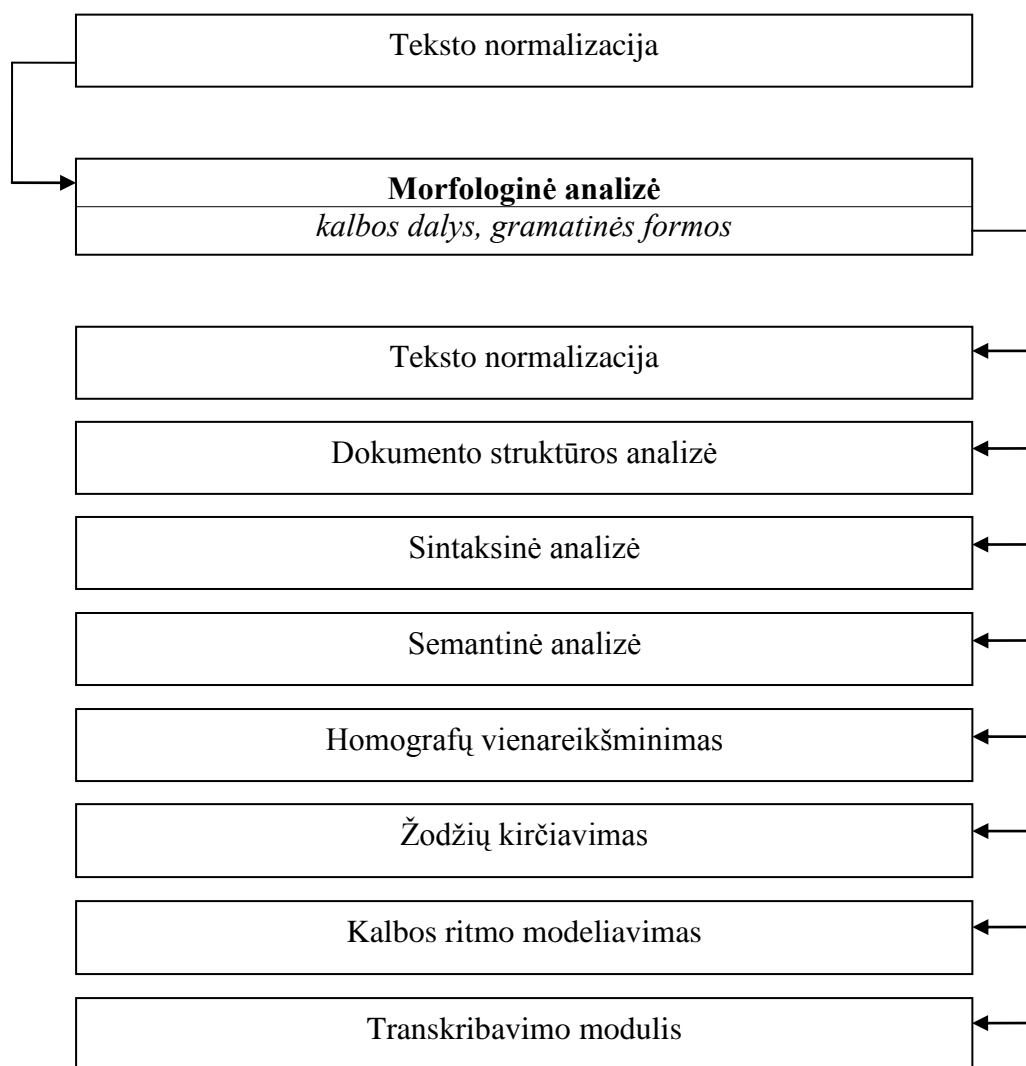 Teksto normalizacija
Morfologinė analizė
kalbos dalys, gramatinės formos
Teksto normalizacija
Dokumento struktūros analizė
Sintaksinė analizė
Semantinė analizė
Homografų vienareikšminimas
Žodžių kirčiavimas
Kalbos ritmo modeliavimas
Transkribavimo modulis